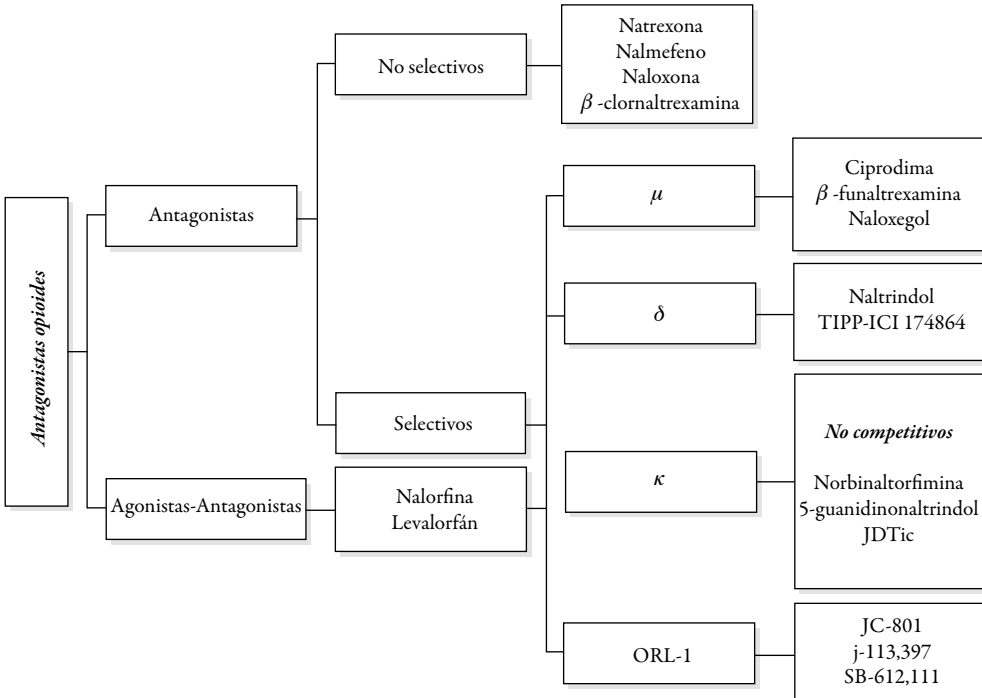 Antagonistas opioides
Antagonistas
No selectivos
Natrexona
Nalmefeno
Naloxona
β -clornaltrexamina
Selectivos
μ
Ciprodima
β -funaltrexamina
Naloxegol
δ
Naltrindol
TIPP-ICI 174864
κ
No competitivos
Norbinaltorfimina
5-guanidinonaltrindol
JDTic
ORL-1
JC-801
j-113,397
SB-612,111
Agonistas-Antagonistas
Nalorfina
Levalorfán